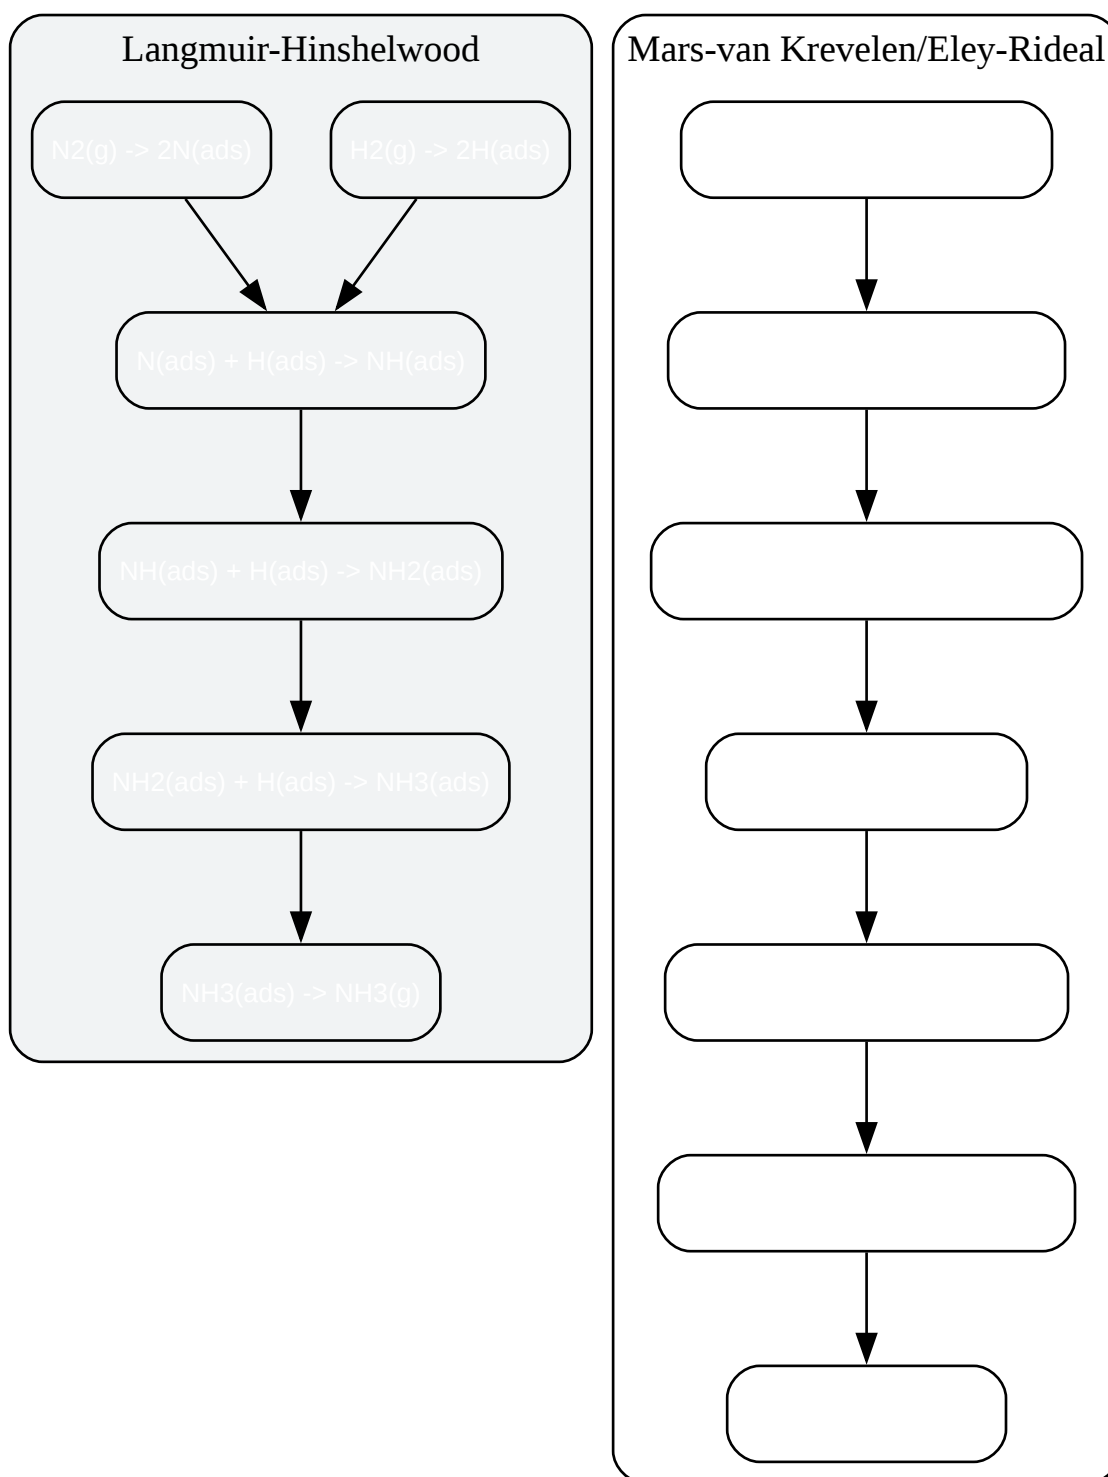 Langmuir-Hinshelwood
Mars-van Krevelen/Eley-Rideal
N2(g) -> 2N(ads)
H2(g) -> 2H(ads)
N(ads) + H(ads) -> NH(ads)
NH(ads) + H(ads) -> NH2(ads)
NH2(ads) + H(ads) -> NH3(ads)
NH3(ads) -> NH3(g)